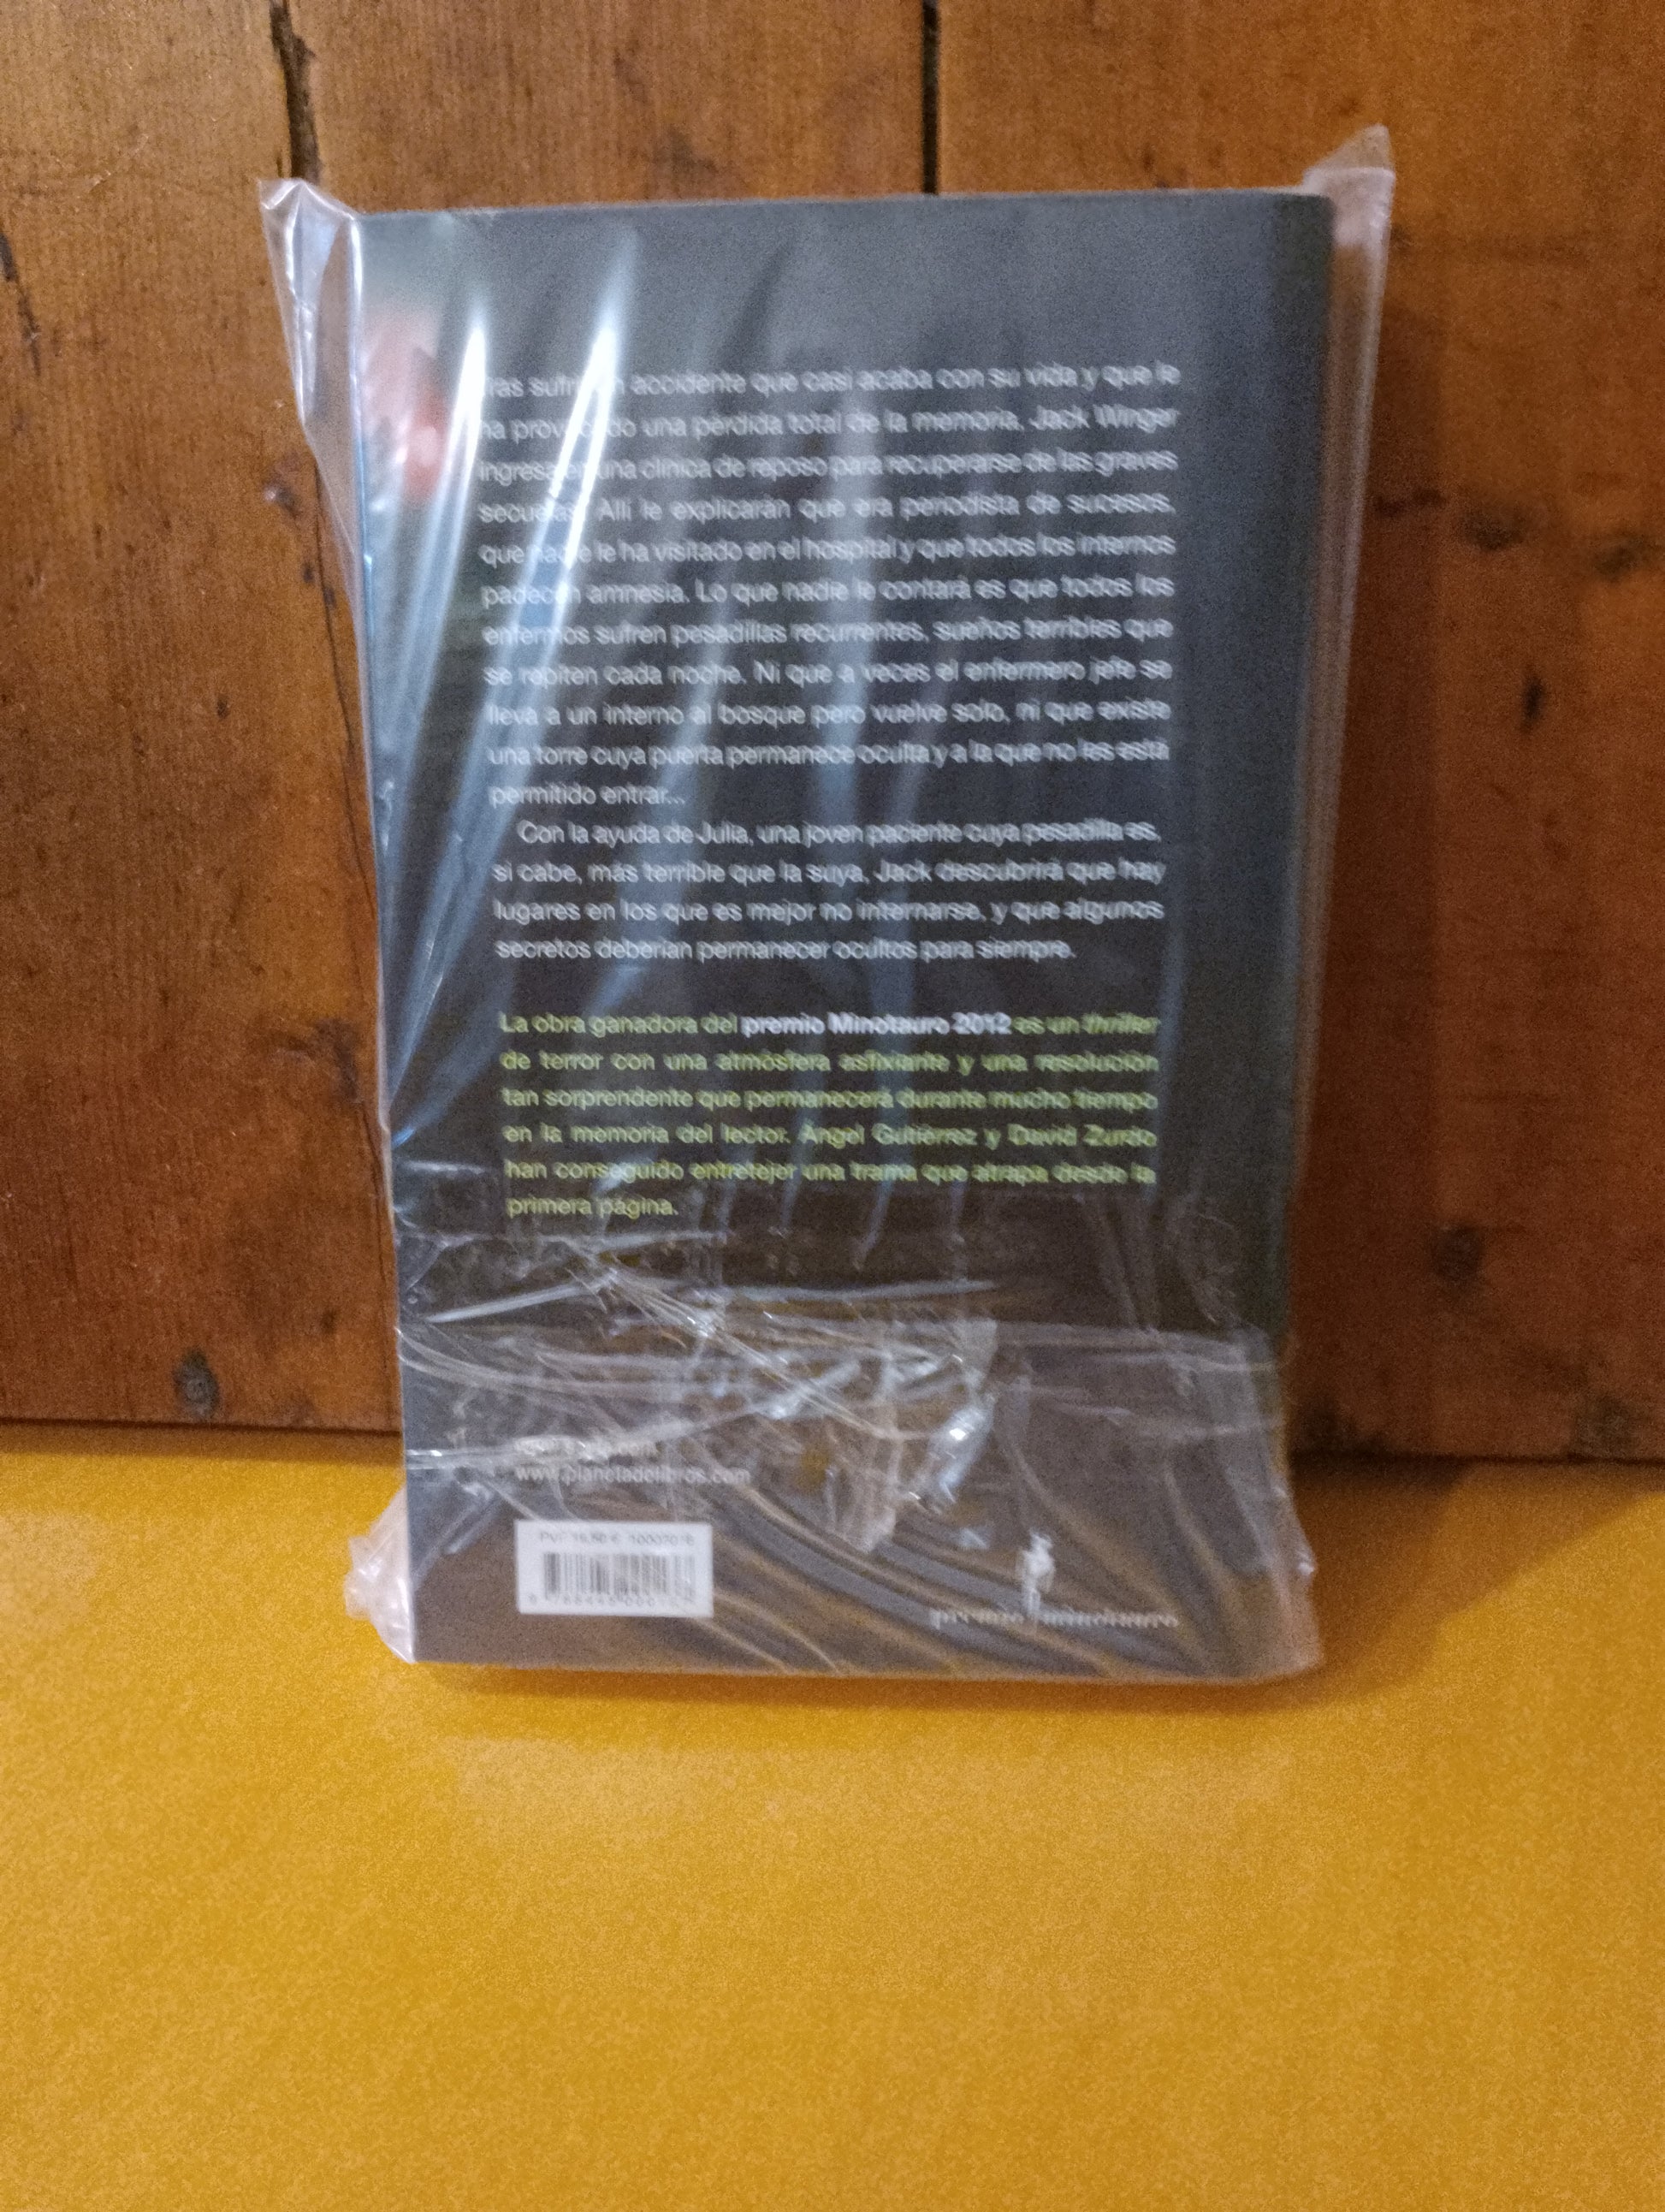 Tras sufrir un accidente que casi acaba con su vida y que le
ha provocado una pérdida total de la memoria, Jack Winger
ingresa en una clínica de reposo para recuperarse de las graves
secuelas. Allí le explicarán que era periodista de sucesos,
que nadie le ha visitado en el hospital y que todos los internos
padecen amnesia. Lo que nadie le contará es que todos los
enfermos sufren pesadillas recurrentes, sueños terribles que
se repiten cada noche. Ni que a veces el enfermero jefe se
lleva a un interno al bosque pero vuelve solo, ni que existe
una torre cuya puerta permanece oculta y a la que no les está
permitido entrar...
Con la ayuda de Julia, una joven paciente cuya pesadilla es,
si cabe, más terrible que la suya, Jack descubrirá que hay
lugares en los que es mejor no internarse, y que algunos
secretos deberían permanecer ocultos para siempre.
La obra ganadora del premio Minotauro 2012 es un thriller
de terror con una atmósfera asfixiante y una resolución
tan sorprendente que permanecerá durante mucho tiempo
en la memoria del lector. Ángel Gutiérrez y David Zurdo
han conseguido entretejer una trama que atrapa desde la
primera página.
www.planetadelibros.com
premio minotauro